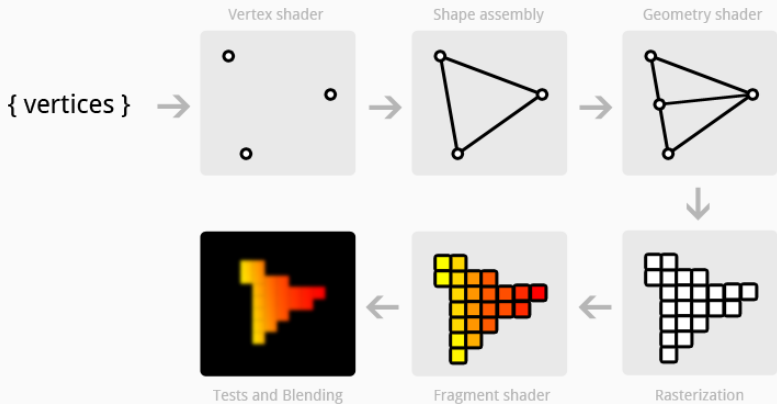 Vertex shader
Shape assembly
Geometry shader
{ vertices }
Tests and Blending
Fragment shader
Rasterization